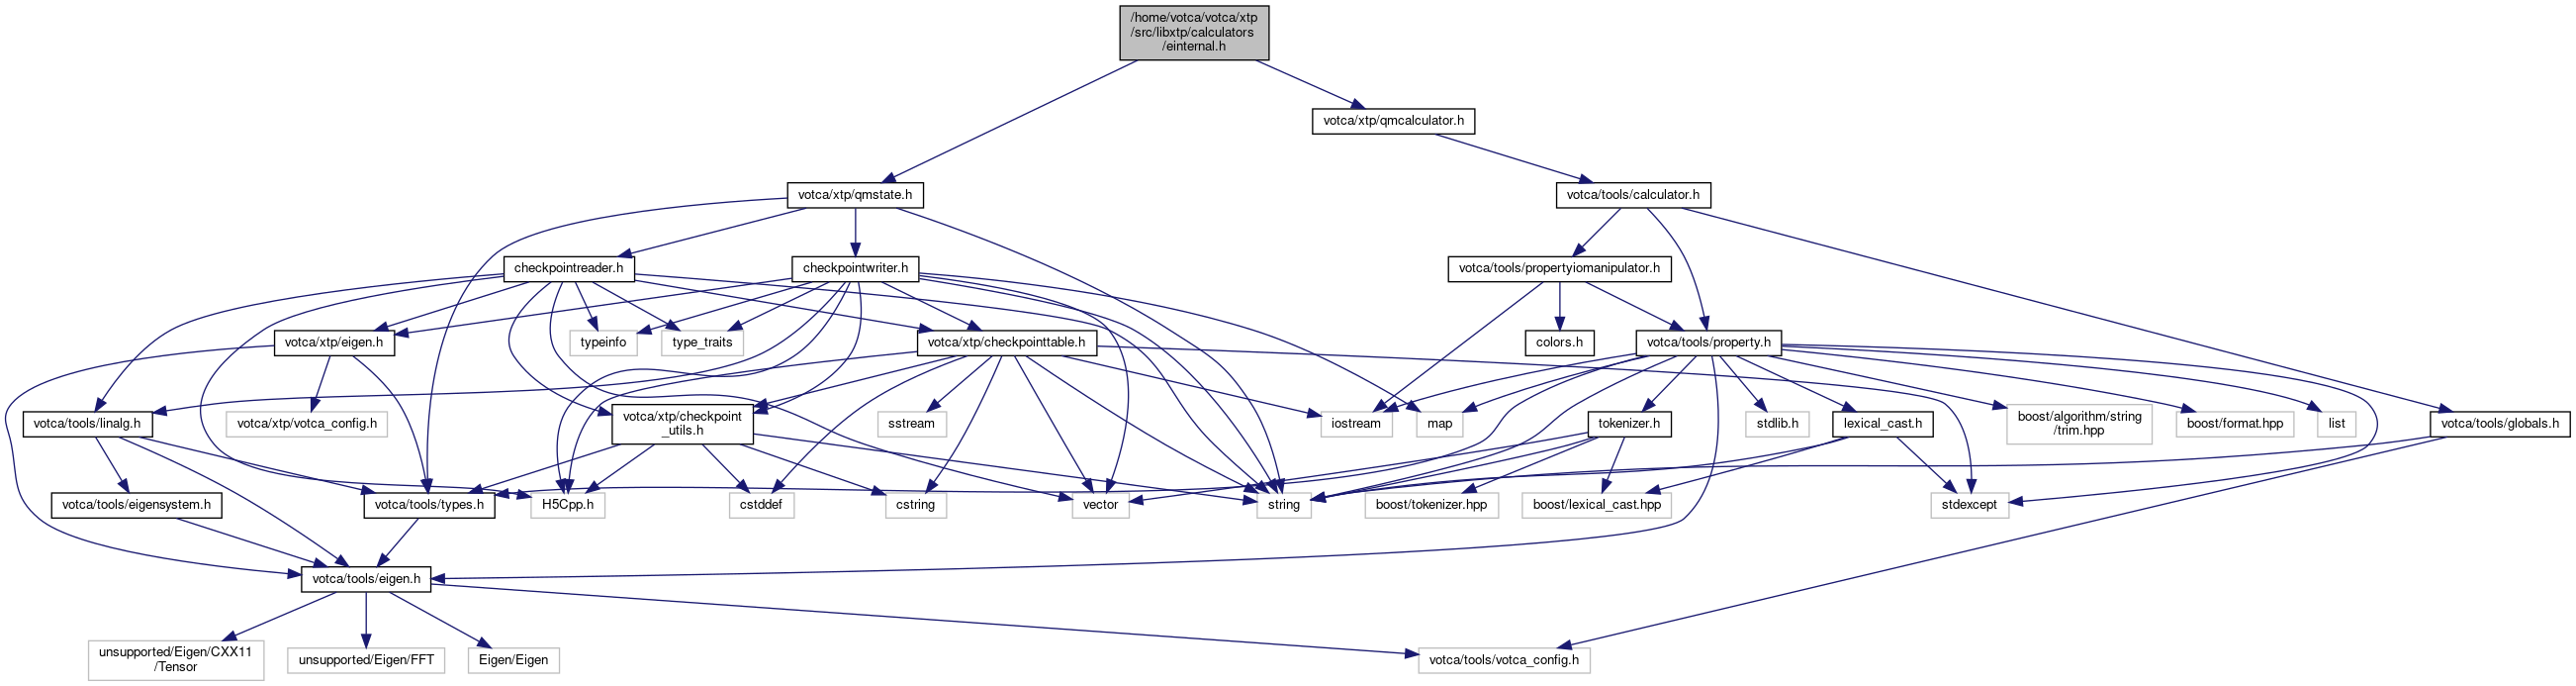 /home/votca/votca/xtp
/src/libxtp/calculators
/einternal.h
votca/xtp/qmcalculator.h
votca/xtp/qmstate.h
votca/tools/calculator.h
checkpointreader.h
checkpointwriter.h
votca/tools/propertyiomanipulator.h
votca/xtp/eigen.h
typeinfo
type_traits
votca/xtp/checkpointtable.h
colors.h
votca/tools/property.h
votca/tools/linalg.h
votca/xtp/votca_config.h
votca/xtp/checkpoint
_utils.h
sstream
iostream
map
tokenizer.h
stdlib.h
lexical_cast.h
boost/algorithm/string
/trim.hpp
boost/format.hpp
list
votca/tools/globals.h
votca/tools/eigensystem.h
votca/tools/types.h
H5Cpp.h
cstddef
cstring
vector
string
boost/tokenizer.hpp
boost/lexical_cast.hpp
stdexcept
votca/tools/eigen.h
unsupported/Eigen/CXX11
/Tensor
unsupported/Eigen/FFT
Eigen/Eigen
votca/tools/votca_config.h